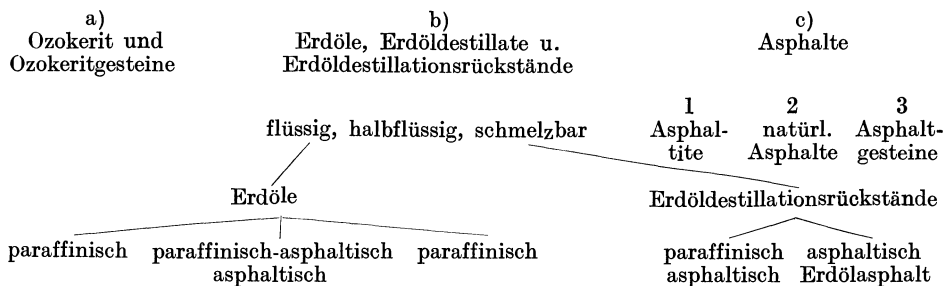 a)
Ozokerit und
Ozokeritgesteine
b)
Erdöle, Erdöldestillate u.
Erdöldestillationsrückstände
c)
Asphalte
flüssig, halbflüssig, schmelzbar
1
Asphal-
tite
2
natürl.
Asphalte
3
Asphalt-
gesteine
Erdöle
Erdöldestillationsrückstände
paraffinisch
paraffinisch-asphaltisch
asphaltisch
paraffinisch
paraffinisch
asphaltisch
asphaltisch
Erdölasphalt